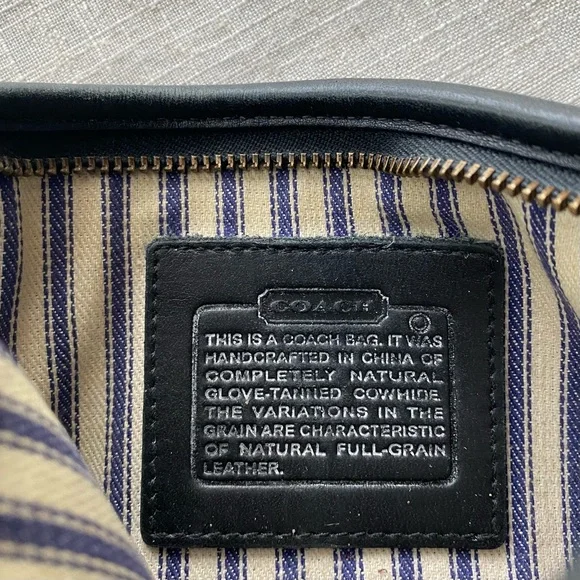 COACH
THIS IS A COACH BAG. IT WAS
HANDCRAFTED IN CHINA OF
COMPLETELY NATURAL
GLOVE-TANNED COWHIDE.
THE VARIATIONS IN THE
GRAIN ARE CHARACTERISTIC
OF NATURAL FULL-GRAIN
LEATHER.